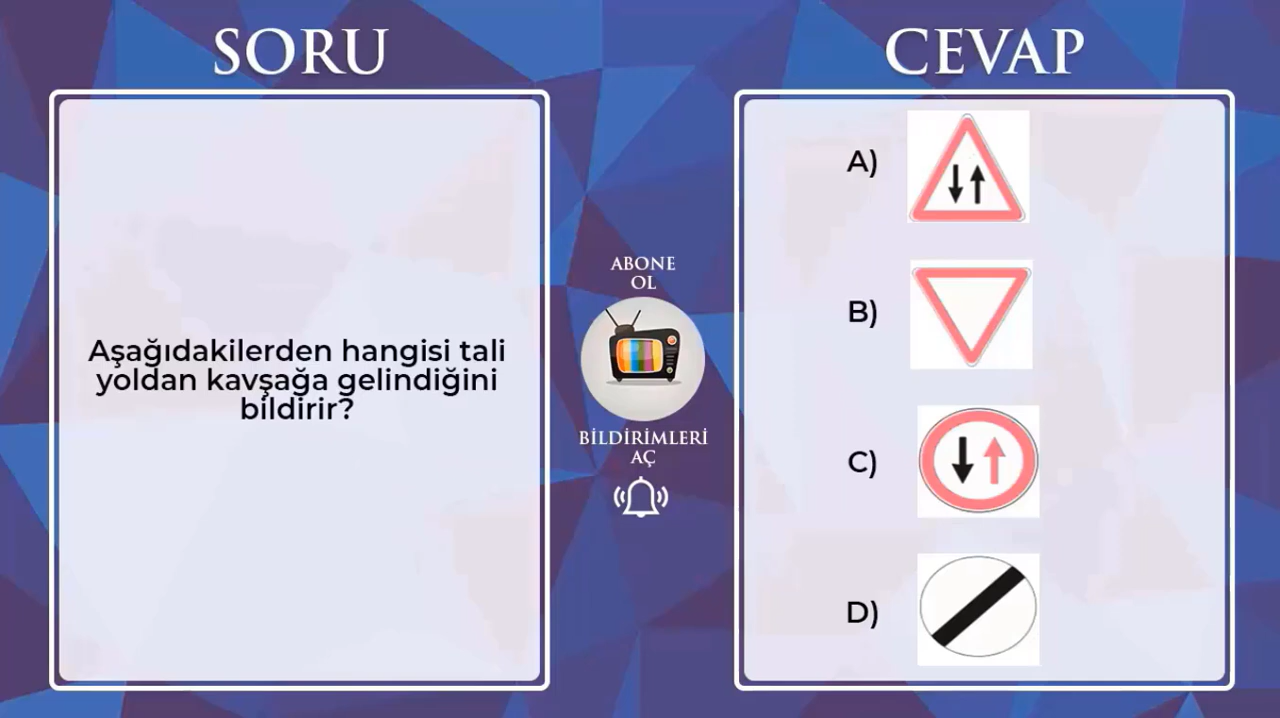 SORU
Aşağıdakilerden hangisi tali
yoldan kavşağa gelindiğini
bildirir?
ABONE
OL
BİLDİRİMLERİ
AÇ
CEVAP
A)
B)
C)
D)